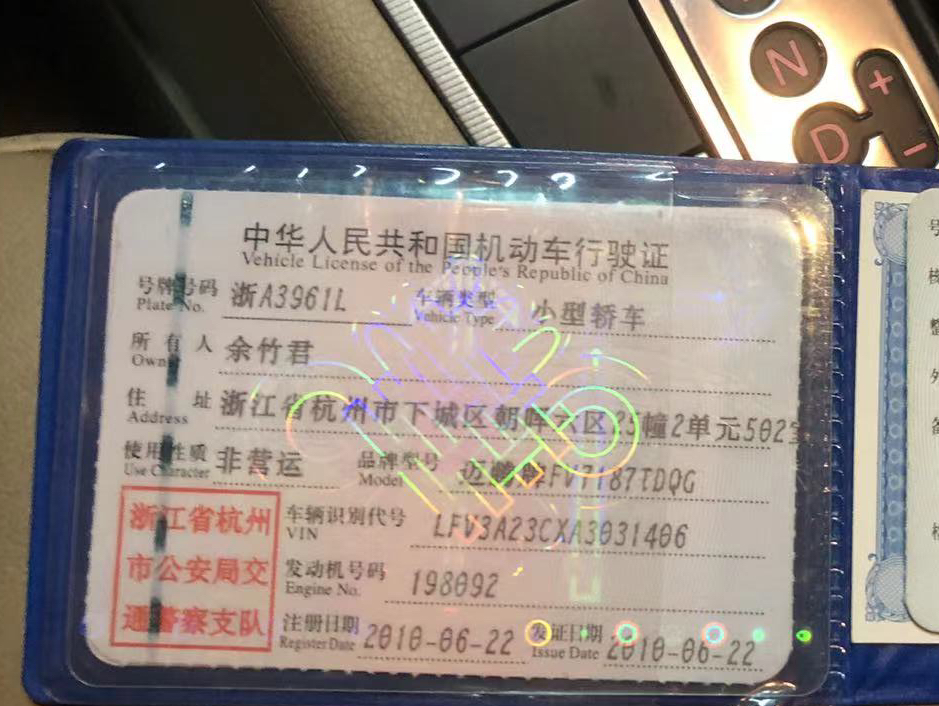 N
+
D
-
中华人民共和国机动车行驶证
Vehicle License of the People's Republic of China
号牌号码 浙A3961L 车辆类型 小型轿车
Plate No. Vehicle Type
所有人 余竹君
Owner
住址 浙江省杭州市下城区朝晖六区35幢2单元502室
Address
使用性质 非营运 品牌型号 FV7187TDQG
Use Character Model
浙江省杭州
市公安局交
通警察支队
车辆识别代号 LFV3A23CXA3031406
VIN
发动机号码 198092
Engine No.
注册日期 2010-06-22 发证日期 2010-06-22
Register Date Issue Date
号